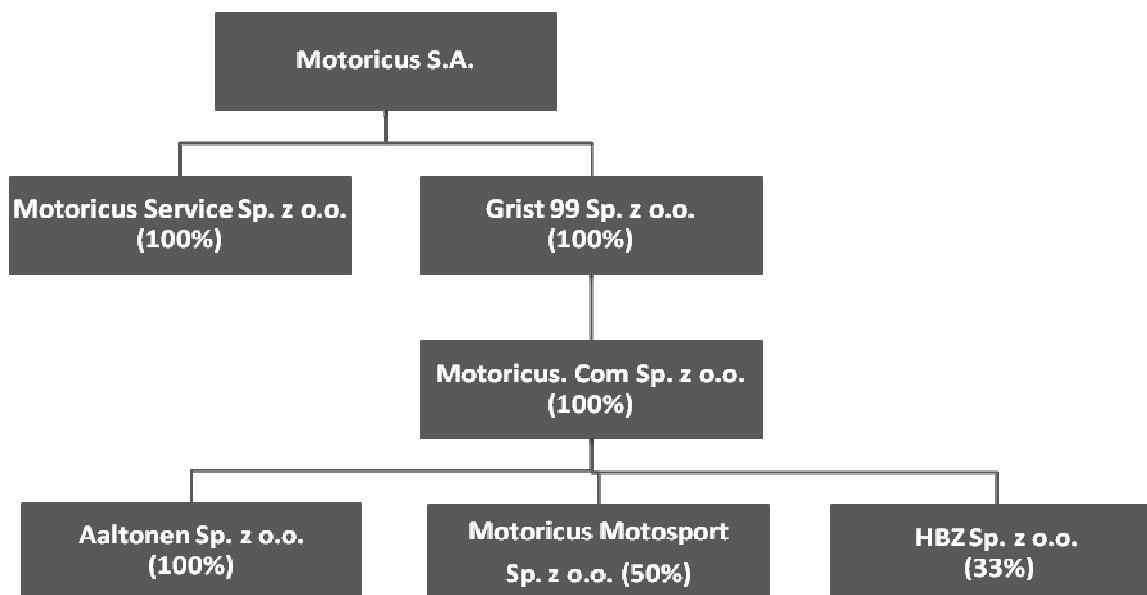 Motoricus S.A.
Motoricus Service Sp. z o.o.
(100%)
Grist 99 Sp. z o.o.
(100%)
Motoricus. Com Sp. z o.o.
(100%)
Aaltonen Sp. z o.o.
(100%)
Motoricus Motosport
Sp. z o.o. (50%)
HBZ Sp. z o.o.
(33%)